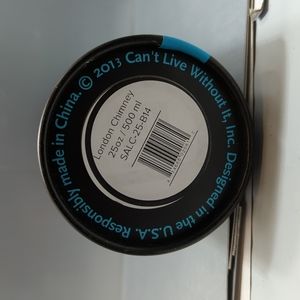 © 2013 Can't Live Without it, Inc. Designed in the U.S.A. Responsibly made in China.
London Chimney
25oz / 500 ml
SALC-25-B14